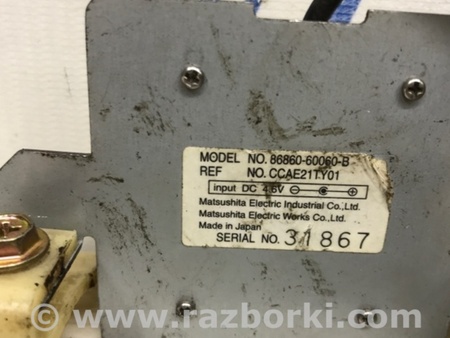 MODEL NO. 86860-60060-B
REF NO. CCAE21TY01
input DC 4.6V
Matsushita Electric Industrial Co.,Ltd.
Matsushita Electric Works Co.,Ltd.
Made in Japan
SERIAL NO. 31867
www.razborki.com